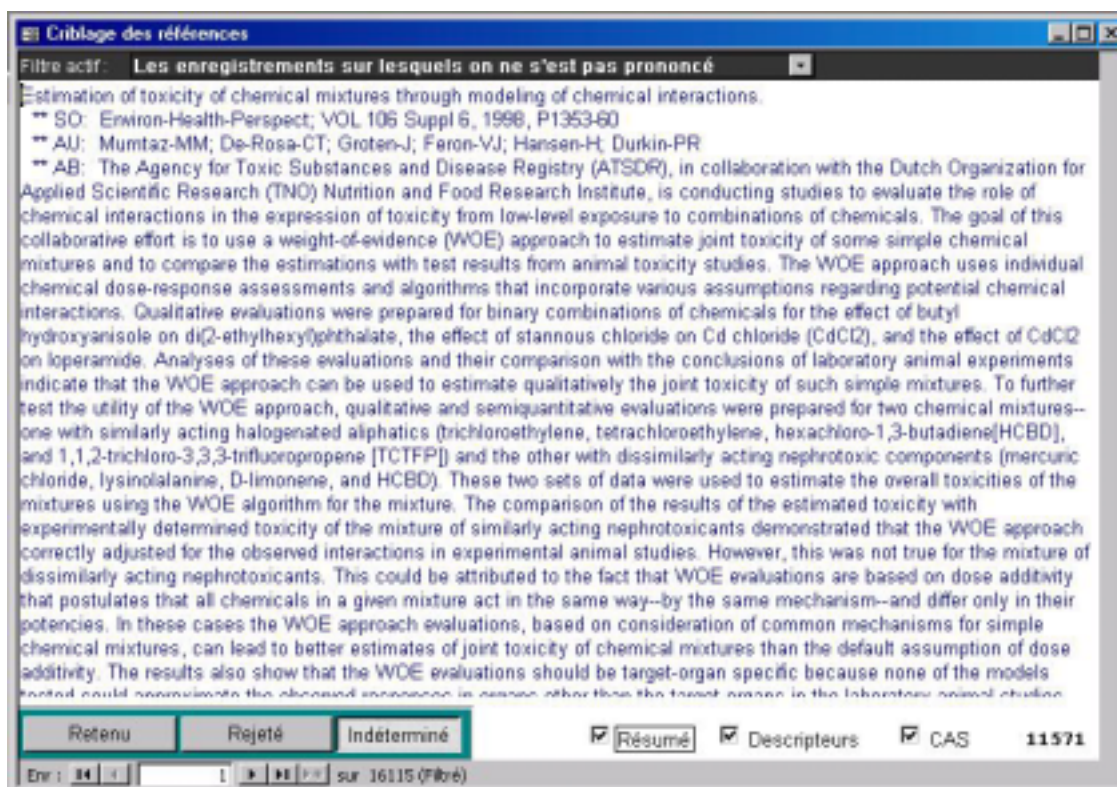 Criblage des références
Filtre actif : Les enregistrements sur lesquels on ne s'est pas prononcé
Estimation of toxicity of chemical mixtures through modeling of chemical interactions.
** SO: Environ-Health-Perspect; VOL 106 Suppl 6, 1998, P1353-60
** AU: Mumtaz-MM; De-Rosa-CT; Groten-J; Feron-VJ; Hansen-H; Durkin-PR
** AB: The Agency for Toxic Substances and Disease Registry (ATSDR), in collaboration with the Dutch Organization for
Applied Scientific Research (TNO) Nutrition and Food Research Institute, is conducting studies to evaluate the role of
chemical interactions in the expression of toxicity from low-level exposure to combinations of chemicals. The goal of this
collaborative effort is to use a weight-of-evidence (WOE) approach to estimate joint toxicity of some simple chemical
mixtures and to compare the estimations with test results from animal toxicity studies. The WOE approach uses individual
chemical dose-response assessments and algorithms that incorporate various assumptions regarding potential chemical
interactions. Qualitative evaluations were prepared for binary combinations of chemicals for the effect of butyl
hydroxyanisole on di(2-ethylhexyl)phthalate, the effect of stannous chloride on Cd chloride (CdCl2), and the effect of CdCl2
on loperamide. Analyses of these evaluations and their comparison with the conclusions of laboratory animal experiments
indicate that the WOE approach can be used to estimate qualitatively the joint toxicity of such simple mixtures. To further
test the utility of the WOE approach, qualitative and semiquantitative evaluations were prepared for two chemical mixtures--
one with similarly acting halogenated aliphatics (trichloroethylene, tetrachloroethylene, hexachloro-1,3-butadiene[HCBD],
and 1,1,2-trichloro-3,3,3-trifluoropropene [TCTFP]) and the other with dissimilarly acting nephrotoxic components (mercuric
chloride, lysinolalanine, D-limonene, and HCBD). These two sets of data were used to estimate the overall toxicities of the
mixtures using the WOE algorithm for the mixture. The comparison of the results of the estimated toxicity with
experimentally determined toxicity of the mixture of similarly acting nephrotoxicants demonstrated that the WOE approach
correctly adjusted for the observed interactions in experimental animal studies. However, this was not true for the mixture of
dissimilarly acting nephrotoxicants. This could be attributed to the fact that WOE evaluations are based on dose additivity
that postulates that all chemicals in a given mixture act in the same way--by the same mechanism--and differ only in their
potencies. In these cases the WOE approach evaluations, based on consideration of common mechanisms for simple
chemical mixtures, can lead to better estimates of joint toxicity of chemical mixtures than the default assumption of dose
additivity. The results also show that the WOE evaluations should be target-organ specific because none of the models
tested could approximate the observed responses in organs other than the target organs in the laboratory animal studies
Retenu Rejeté Indéterminé Résumé Descripteurs CAS 11571
Enr : 1 sur 16115 (Filtré)